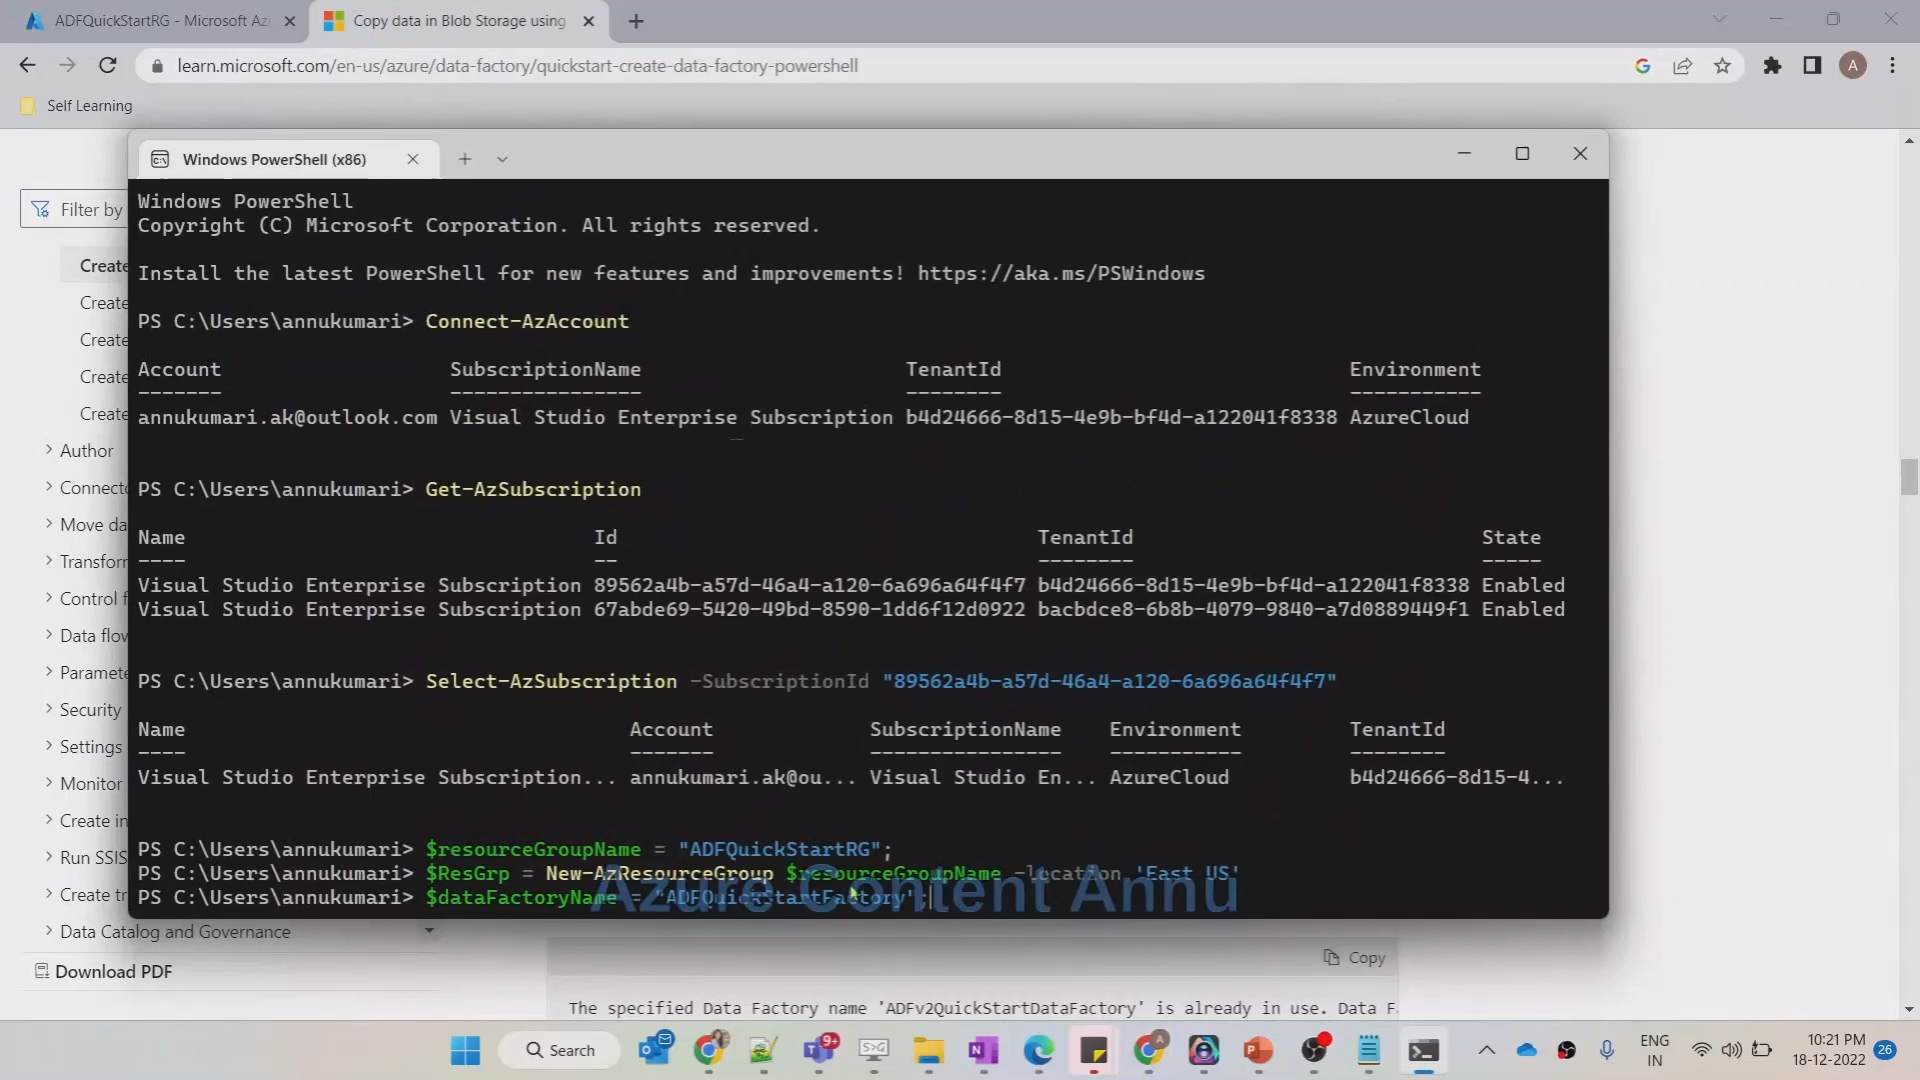 ADFQuickStartRG - Microsoft Az
Copy data in Blob Storage using
learn.microsoft.com/en-us/azure/data-factory/quickstart-create-data-factory-powershell
A
Self Learning
Windows PowerShell (x86)
Filter by
Create
Create
Create
Create
Create
Author
Connecto
Move da
Transforn
Control f
Data flov
Paramete
Security
Settings
Monitor
Create in
Run SSIS
Create tr
Data Catalog and Governance
Download PDF
Windows PowerShell
Copyright (C) Microsoft Corporation. All rights reserved.
Install the latest PowerShell for new features and improvements! https://aka.ms/PSWindows
PS C:\Users\annukumari> Connect-AzAccount
Account SubscriptionName TenantId Environment
------- ---------------- -------- -----------
annukumari.ak@outlook.com Visual Studio Enterprise Subscription b4d24666-8d15-4e9b-bf4d-a122041f8338 AzureCloud
PS C:\Users\annukumari> Get-AzSubscription
Name Id TenantId State
---- -- -------- -----
Visual Studio Enterprise Subscription 89562a4b-a57d-46a4-a120-6a696a64f4f7 b4d24666-8d15-4e9b-bf4d-a122041f8338 Enabled
Visual Studio Enterprise Subscription 67abde69-5420-49bd-8590-1dd6f12d0922 bacbdce8-6b8b-4079-9840-a7d0889449f1 Enabled
PS C:\Users\annukumari> Select-AzSubscription -SubscriptionId "89562a4b-a57d-46a4-a120-6a696a64f4f7"
Name Account SubscriptionName Environment TenantId
---- ------- ---------------- ----------- --------
Visual Studio Enterprise Subscription... annukumari.ak@ou... Visual Studio En... AzureCloud b4d24666-8d15-4...
PS C:\Users\annukumari> $resourceGroupName = "ADFQuickStartRG";
PS C:\Users\annukumari> $ResGrp = New-AzResourceGroup $resourceGroupName -location 'East US'
PS C:\Users\annukumari> $dataFactoryName = "ADFQuickStartFactory";
Azure Content Annu
Copy
The specified Data Factory name 'ADFv2QuickStartDataFactory' is already in use. Data F
Search
9+
S>G
A
ENG
IN
10:21 PM
18-12-2022
26